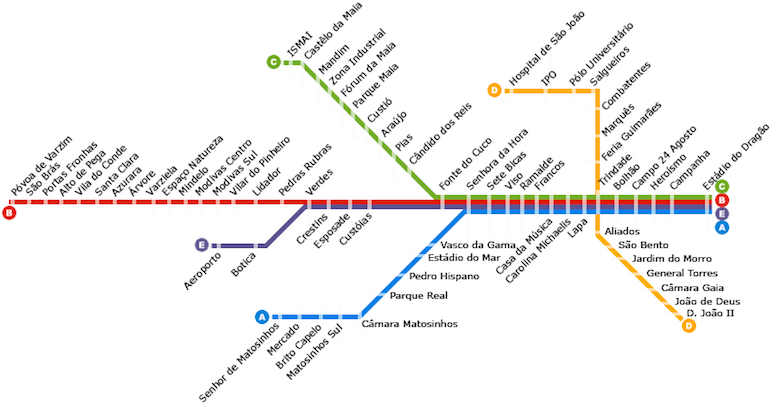 C
ISMAI
Castêlo da Maia
Mandim
Zona Industrial
Fórum da Maia
Parque Maia
Custió
Araújo
Pias
Cândido dos Reis
D
Hospital de São João
IPO
Pólo Universitário
Salgueiros
Combatentes
Marquês
Feria Guimarães
B
Póvoa de Varzim
São Brás
Portas Fronhas
Alto de Pega
Vila do Conde
Santa Clara
Azurara
Árvore
Varziela
Espaço Natureza
Mindelo
Modivas Centro
Modivas Sul
Vilar do Pinheiro
Lidador
Pedras Rubras
Verdes
Fonte do Cuco
Senhora da Hora
Sete Bicas
Viso
Ramalde
Francos
Trindade
Bolhão
Campo 24 Agosto
Heroísmo
Campanha
Estádio do Dragão
C
B
E
A
E
Aeroporto
Botica
Crestins
Esposade
Custóias
Casa da Música
Carolina Michaelis
Lapa
Vasco da Gama
Estádio do Mar
Pedro Hispano
Parque Real
Câmara Matosinhos
A
Senhor de Matosinhos
Mercado
Brito Capelo
Matosinhos Sul
Aliados
São Bento
Jardim do Morro
General Torres
Câmara Gaia
João de Deus
D. João II
D